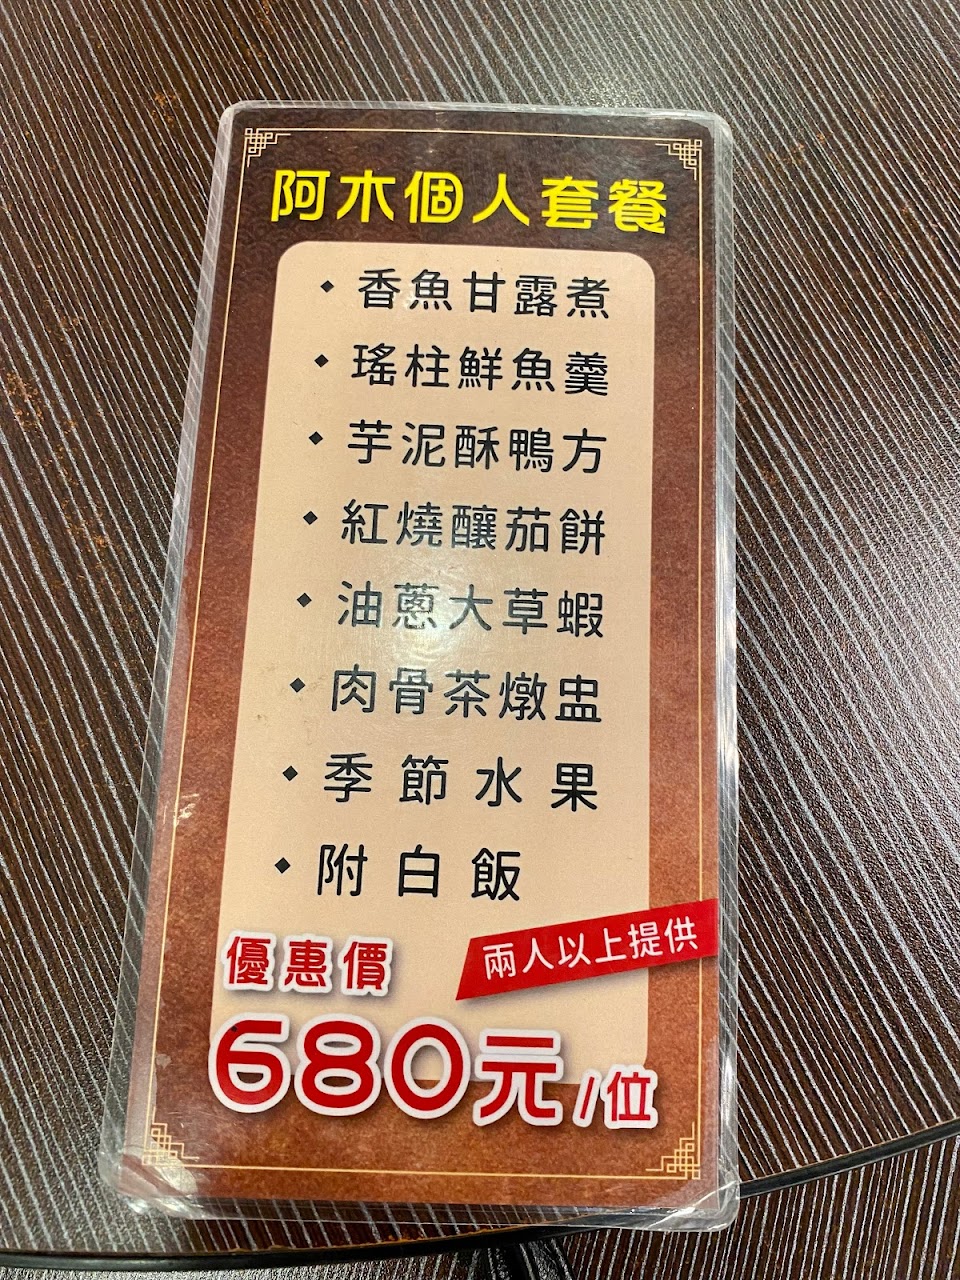 阿木個人套餐
・香魚甘露煮
・瑤柱鮮魚羹
・芋泥酥鴨方
・紅燒釀茄餅
・油蔥大草蝦
・肉骨茶燉盅
・季節水果
・附白飯
兩人以上提供
優惠價
680元/位